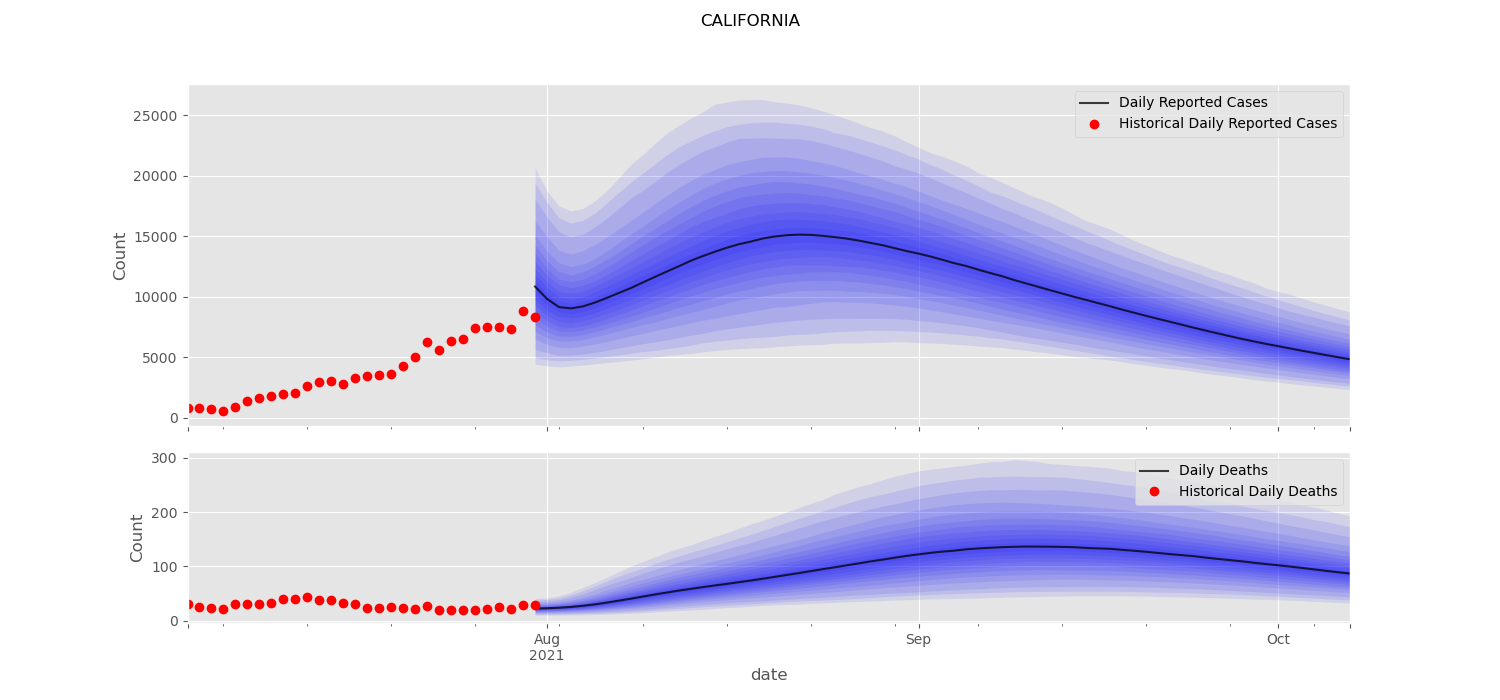 CALIFORNIA
25000
20000
15000
10000
5000
0
Count
Daily Reported Cases
Historical Daily Reported Cases
300
200
100
0
Count
Daily Deaths
Historical Daily Deaths
Aug
2021
Sep
Oct
date